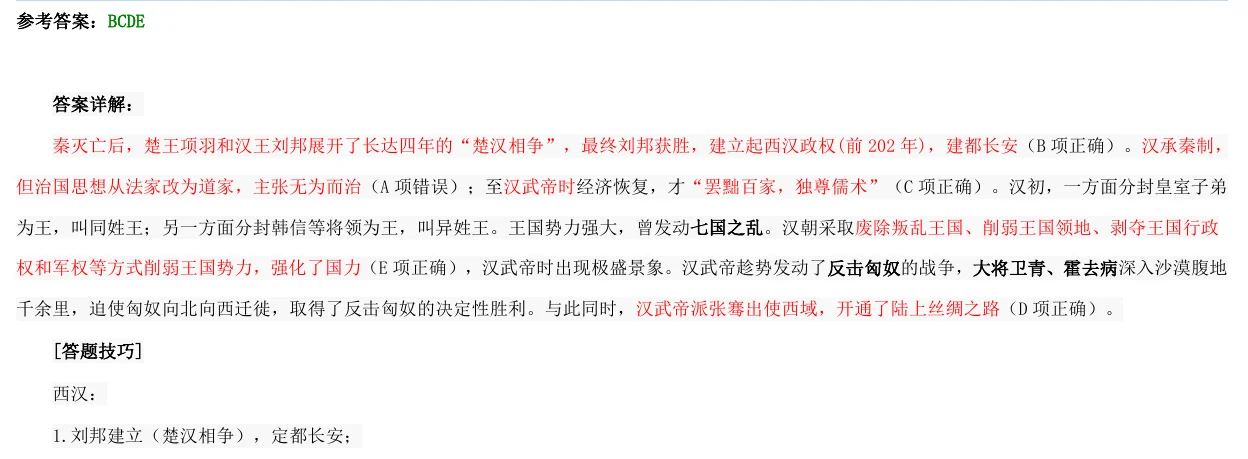 参考答案：BCDE
答案详解：
秦灭亡后，楚王项羽和汉王刘邦展开了长达四年的“楚汉相争”，最终刘邦获胜，建立起西汉政权(前 202 年)，建都长安（B 项正确）。汉承秦制，
但治国思想从法家改为道家，主张无为而治（A 项错误）；至汉武帝时经济恢复，才“罢黜百家，独尊儒术”（C 项正确）。汉初，一方面分封皇室子弟
为王，叫同姓王；另一方面分封韩信等将领为王，叫异姓王。王国势力强大，曾发动七国之乱。汉朝采取废除叛乱王国、削弱王国领地、剥夺王国行政
权和军权等方式削弱王国势力，强化了国力（E 项正确），汉武帝时出现极盛景象。汉武帝趁势发动了反击匈奴的战争，大将卫青、霍去病深入沙漠腹地
千余里，迫使匈奴向北向西迁徙，取得了反击匈奴的决定性胜利。与此同时，汉武帝派张骞出使西域，开通了陆上丝绸之路（D 项正确）。
[答题技巧]
西汉：
1.刘邦建立（楚汉相争），定都长安；